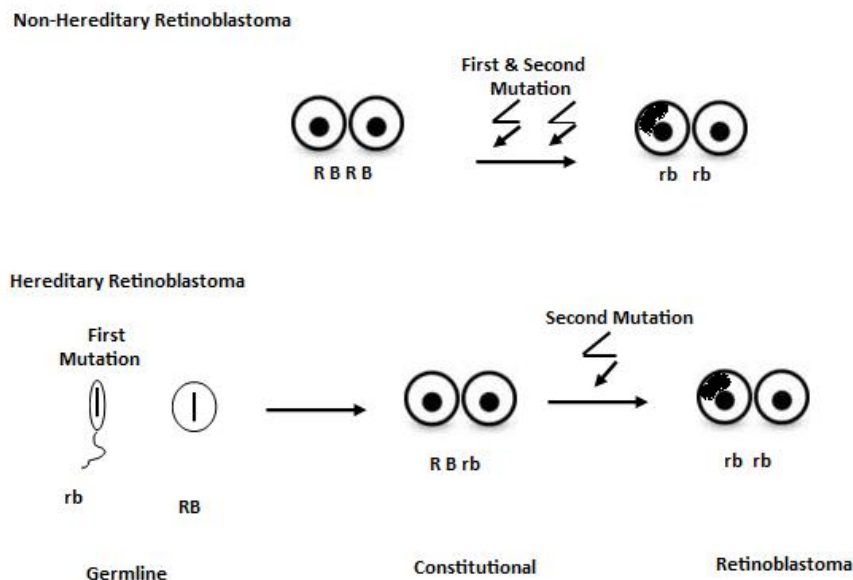 Non-Hereditary Retinoblastoma
First & Second
Mutation
R B R B
rb rb
Hereditary Retinoblastoma
First
Mutation
Second Mutation
rb
RB
R B rb
rb rb
Germline
Constitutional
Retinoblastoma